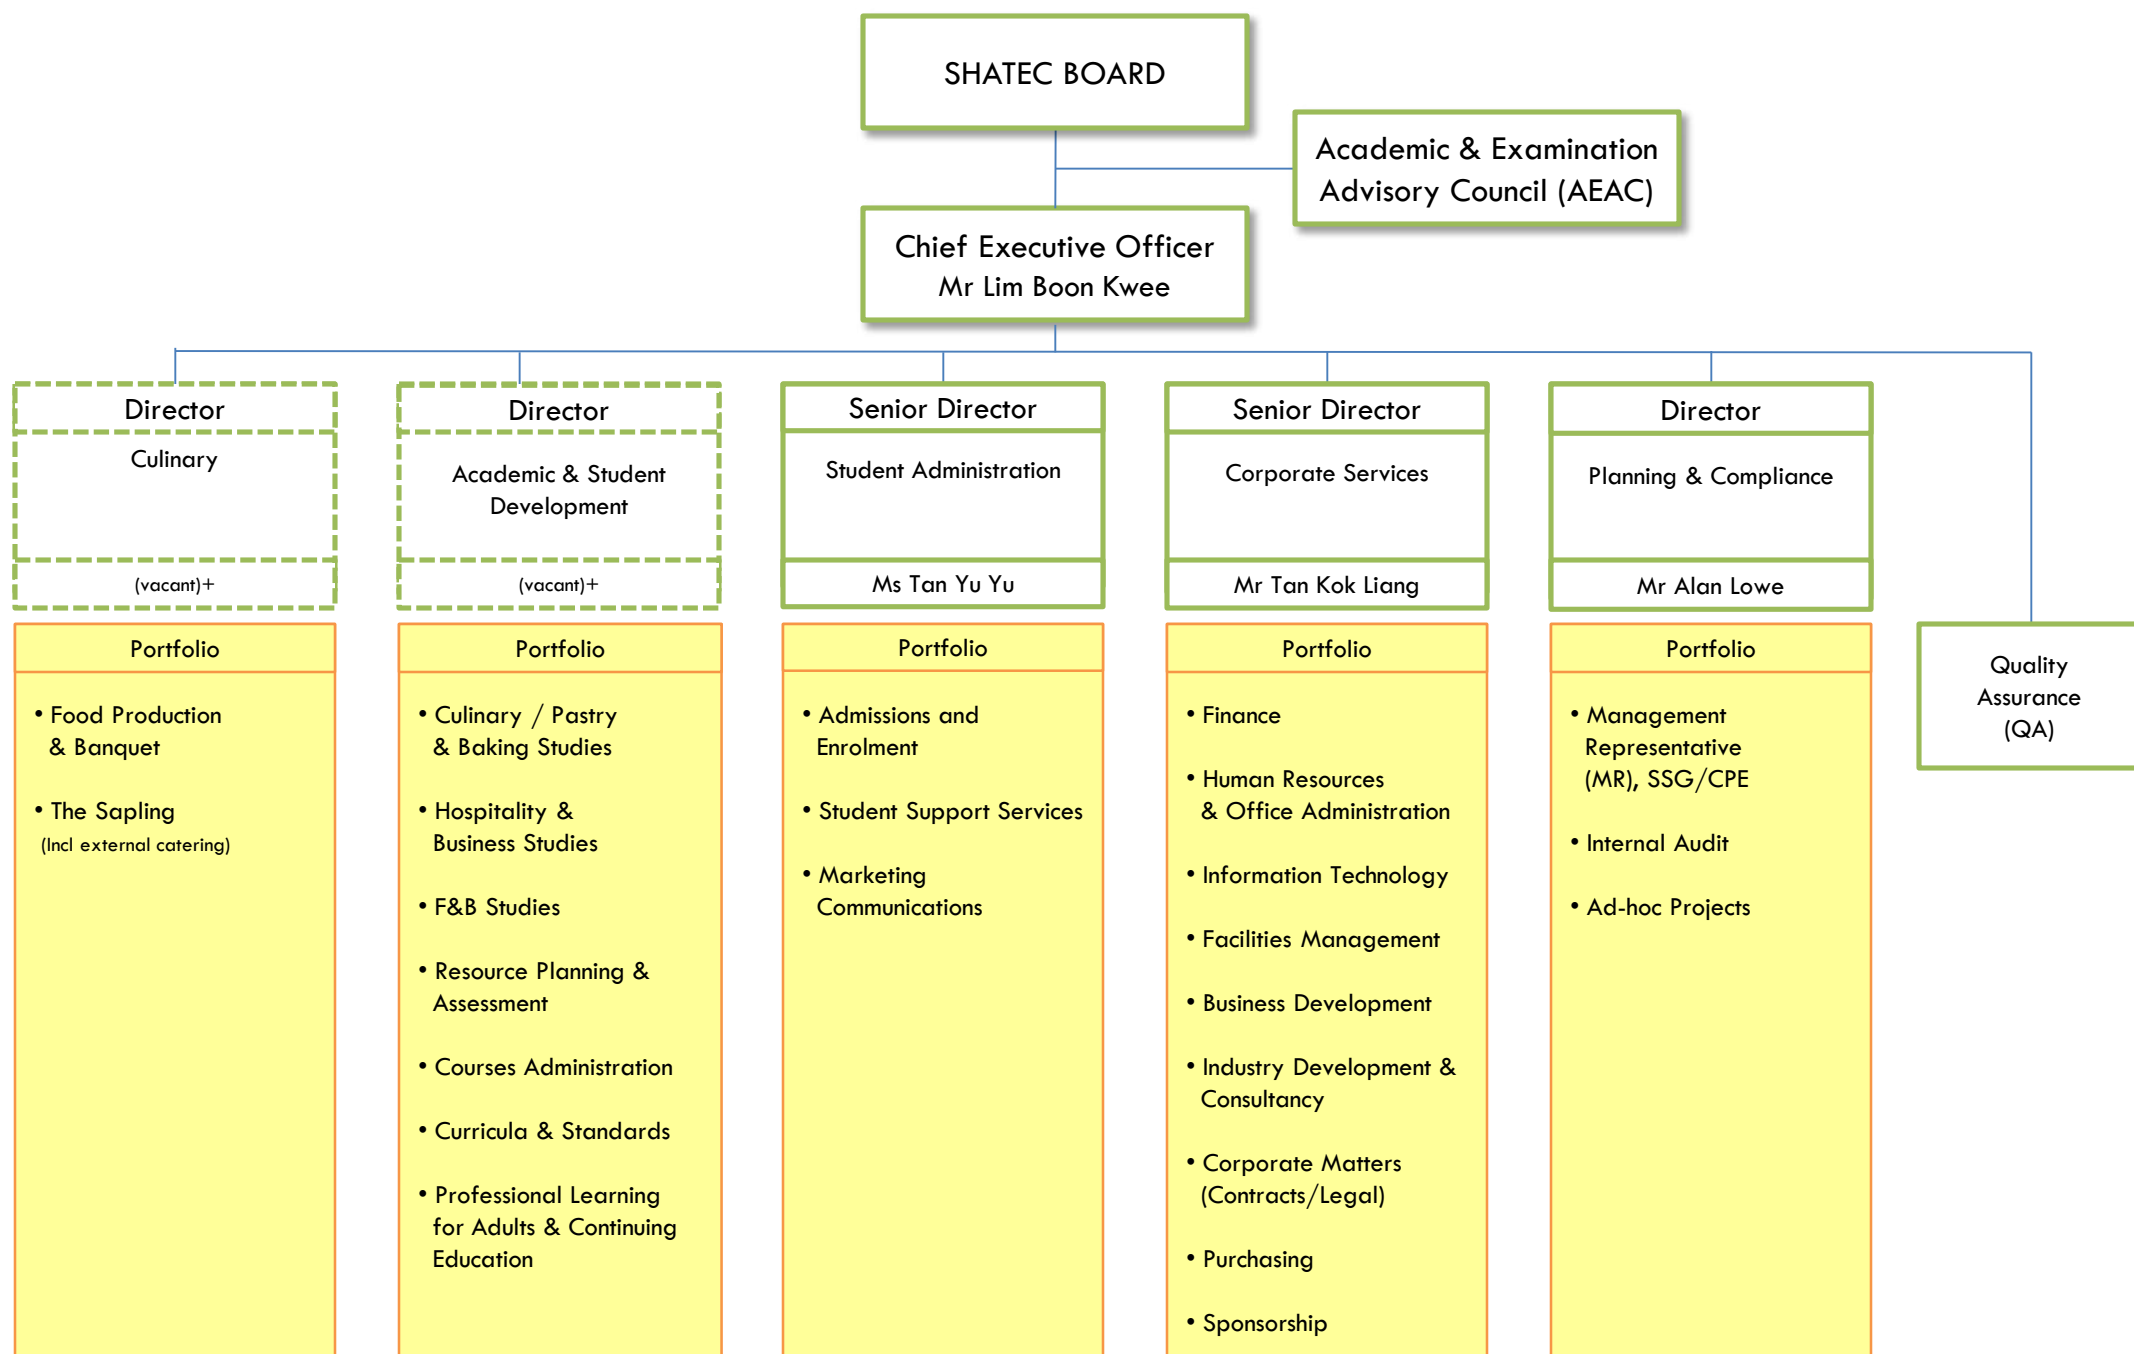 SHATEC BOARD
Academic & Examination
Advisory Council (AEAC)
Chief Executive Officer
Mr Lim Boon Kwee
Director
Culinary
(vacant)+
Director
Academic & Student
Development
(vacant)+
Senior Director
Student Administration
Ms Tan Yu Yu
Senior Director
Corporate Services
Mr Tan Kok Liang
Director
Planning & Compliance
Mr Alan Lowe
Portfolio
• Food Production
& Banquet
• The Sapling
(Incl external catering)
Portfolio
• Culinary / Pastry
& Baking Studies
• Hospitality &
Business Studies
• F&B Studies
• Resource Planning &
Assessment
• Courses Administration
• Curricula & Standards
• Professional Learning
for Adults & Continuing
Education
Portfolio
• Admissions and
Enrolment
• Student Support Services
• Marketing
Communications
Portfolio
• Finance
• Human Resources
& Office Administration
• Information Technology
• Facilities Management
• Business Development
• Industry Development &
Consultancy
• Corporate Matters
(Contracts/Legal)
• Purchasing
• Sponsorship
Portfolio
• Management
Representative
(MR), SSG/CPE
• Internal Audit
• Ad-hoc Projects
Quality
Assurance
(QA)